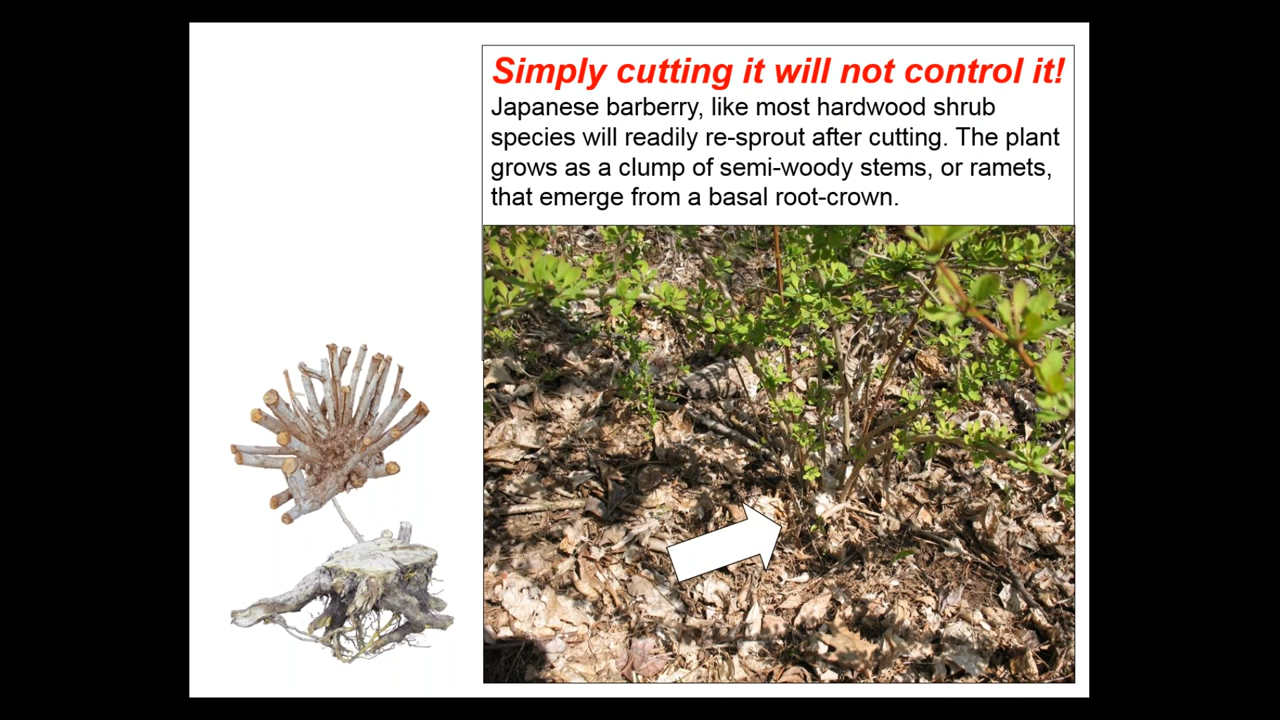 Simply cutting it will not control it!
Japanese barberry, like most hardwood shrub
species will readily re-sprout after cutting. The plant
grows as a clump of semi-woody stems, or ramets,
that emerge from a basal root-crown.